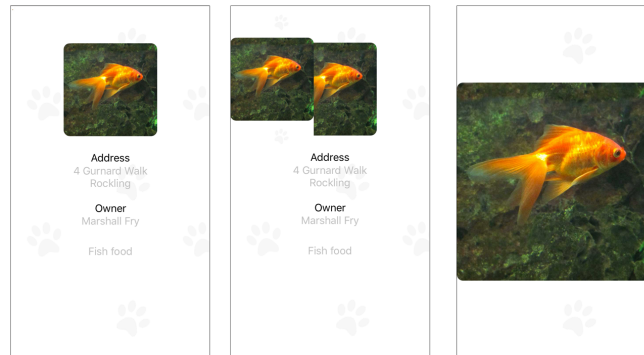 Address
4 Gurnard Walk
Rockling
Owner
Marshall Fry
Fish food
Address
4 Gurnard Walk
Rockling
Owner
Marshall Fry
Fish food